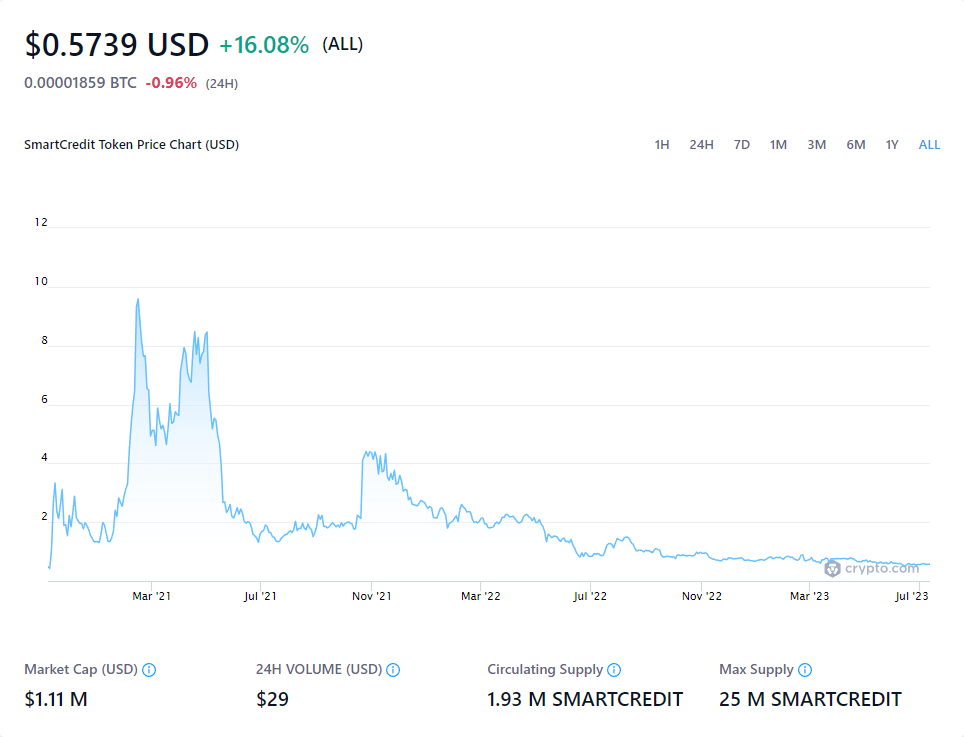 $0.5739 USD +16.08% (ALL)
0.00001859 BTC -0.96% (24H)
SmartCredit Token Price Chart (USD) 1H 24H 7D 1M 3M 6M 1Y ALL
12
10
8
6
4
2
crypto.com
Mar '21 Jul '21 Nov '21 Mar '22 Jul '22 Nov '22 Mar '23 Jul '23
Market Cap (USD) 24H VOLUME (USD) Circulating Supply Max Supply
$1.11 M $29 1.93 M SMARTCREDIT 25 M SMARTCREDIT